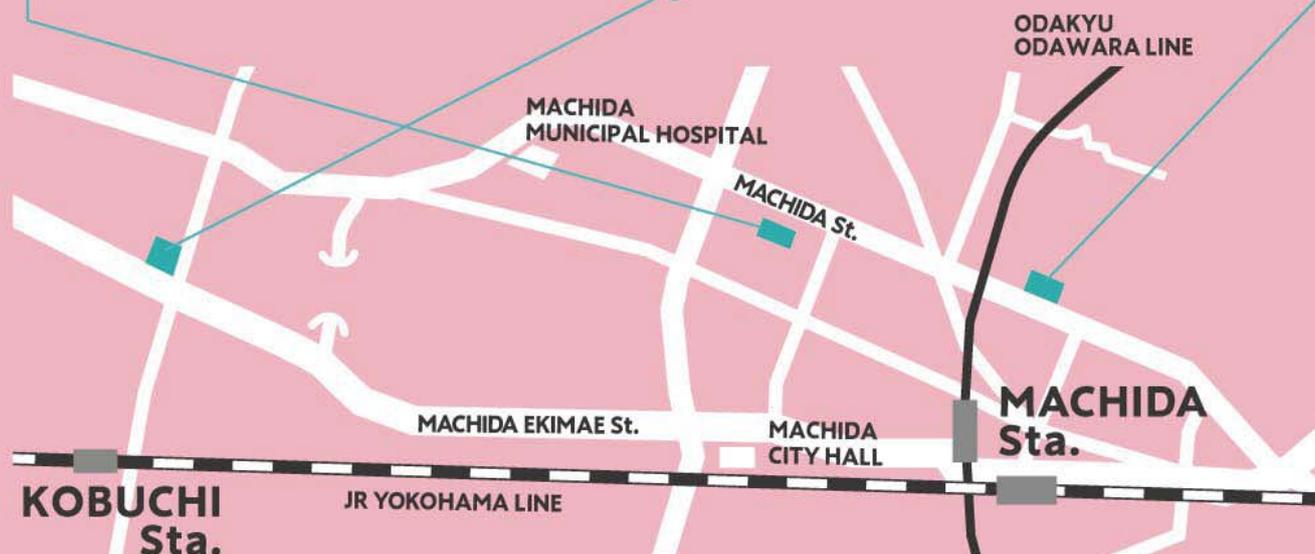 ODAKYU
ODAWARA LINE
MACHIDA
MUNICIPAL HOSPITAL
MACHIDA St.
MACHIDA
Sta.
MACHIDA EKIMAE St.
MACHIDA
CITY HALL
KOBUCHI
Sta.
JR YOKOHAMA LINE